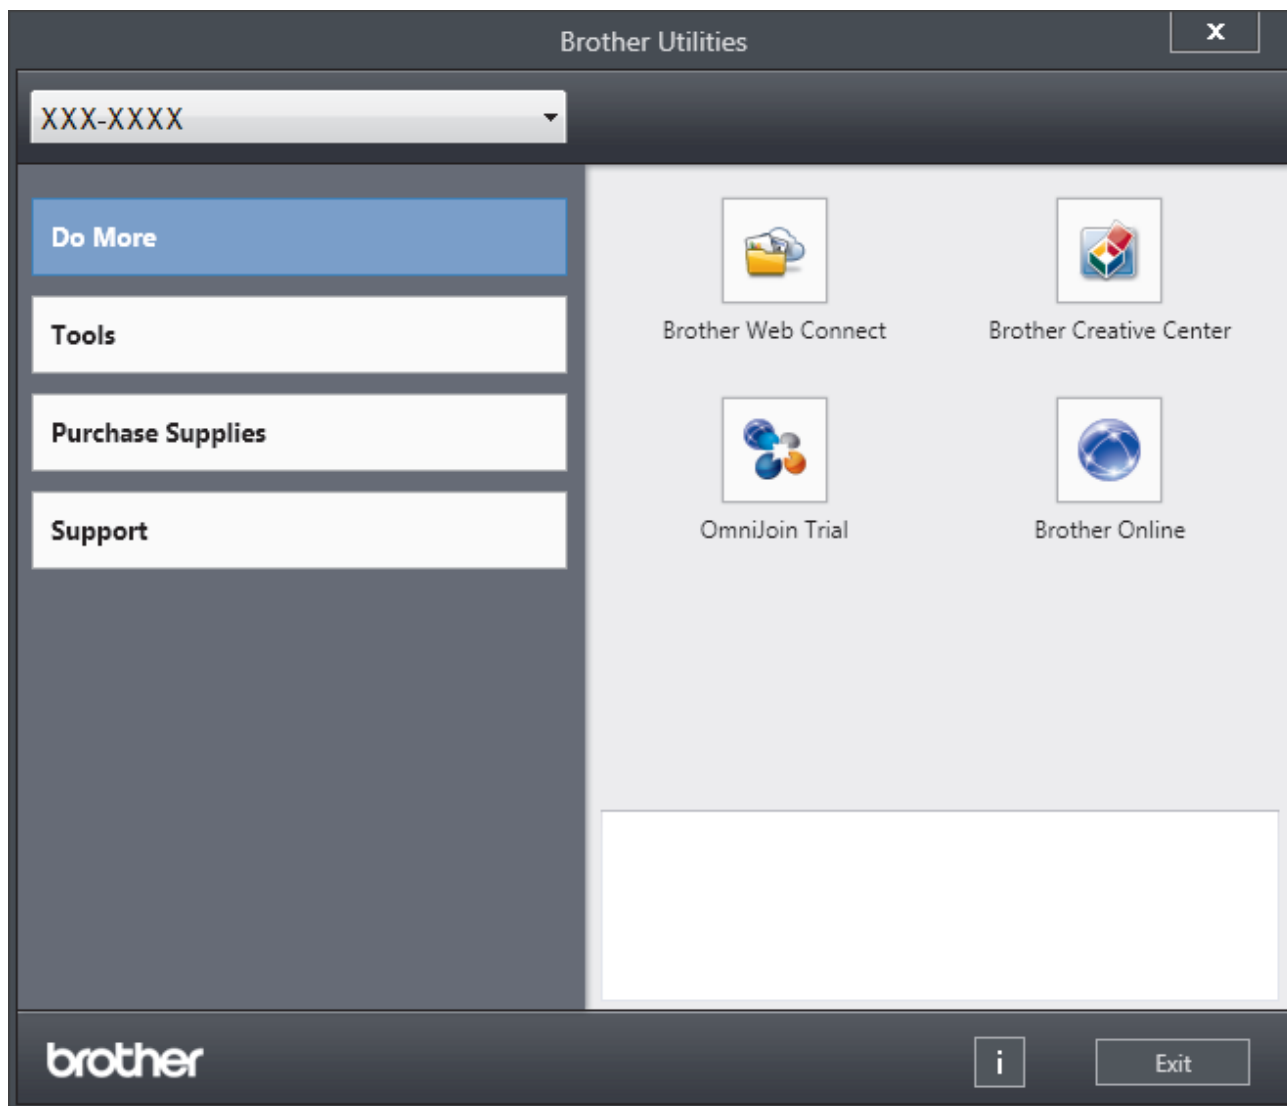 Brother Utilities
X
XXX-XXXX
Do More
Tools
Purchase Supplies
Support
Brother Web Connect
Brother Creative Center
OmniJoin Trial
Brother Online
brother
i
Exit